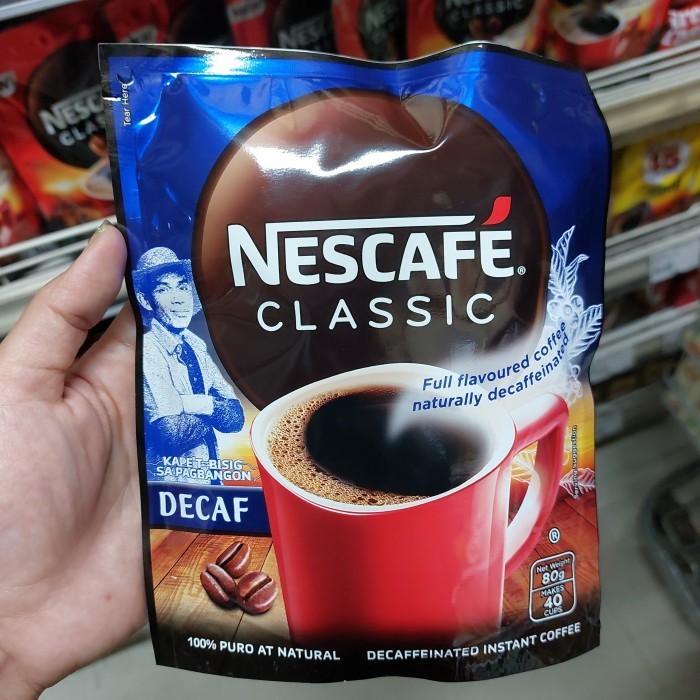 Tear Here
NESCAFÉ®
CLASSIC
Full flavoured coffee
naturally decaffeinated
KAPE'T-BISIG
SA PAGBANGON
DECAF
®
Net Weight
80g
MAKES
40
CUPS
100% PURO AT NATURAL
DECAFFEINATED INSTANT COFFEE